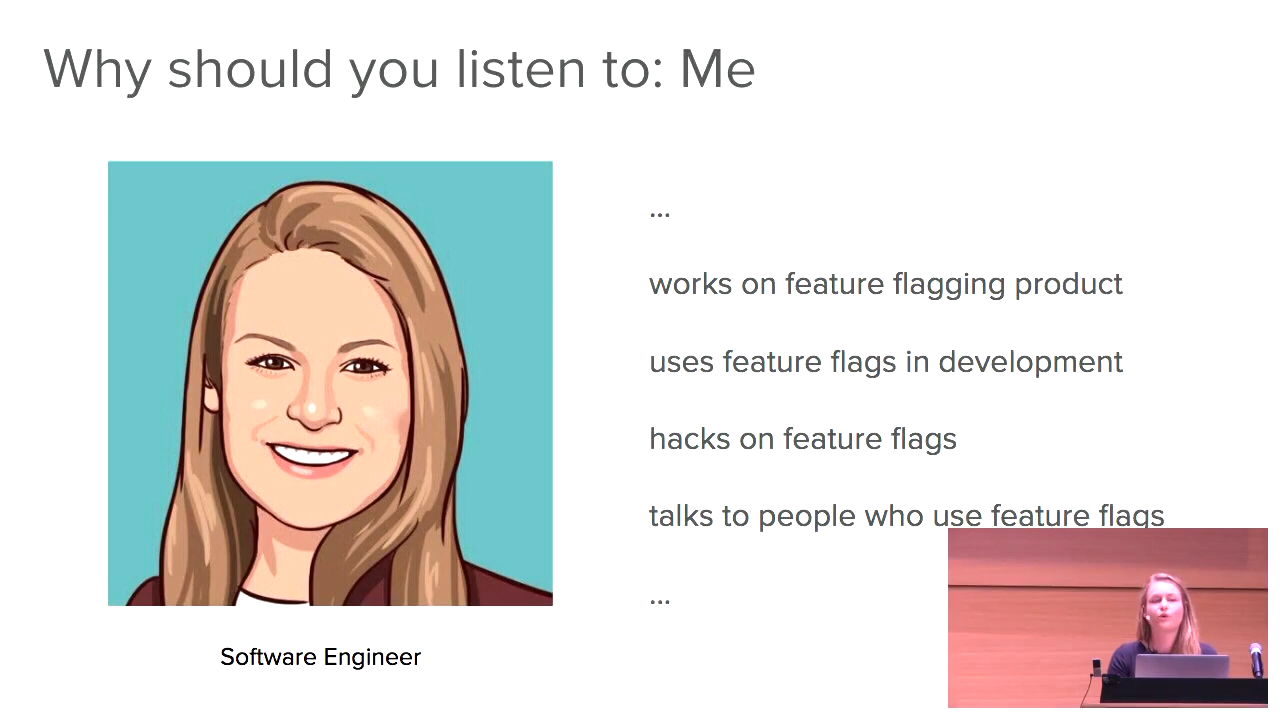 Why should you listen to: Me
...
works on feature flagging product
uses feature flags in development
hacks on feature flags
talks to people who use feature flags
...
Software Engineer